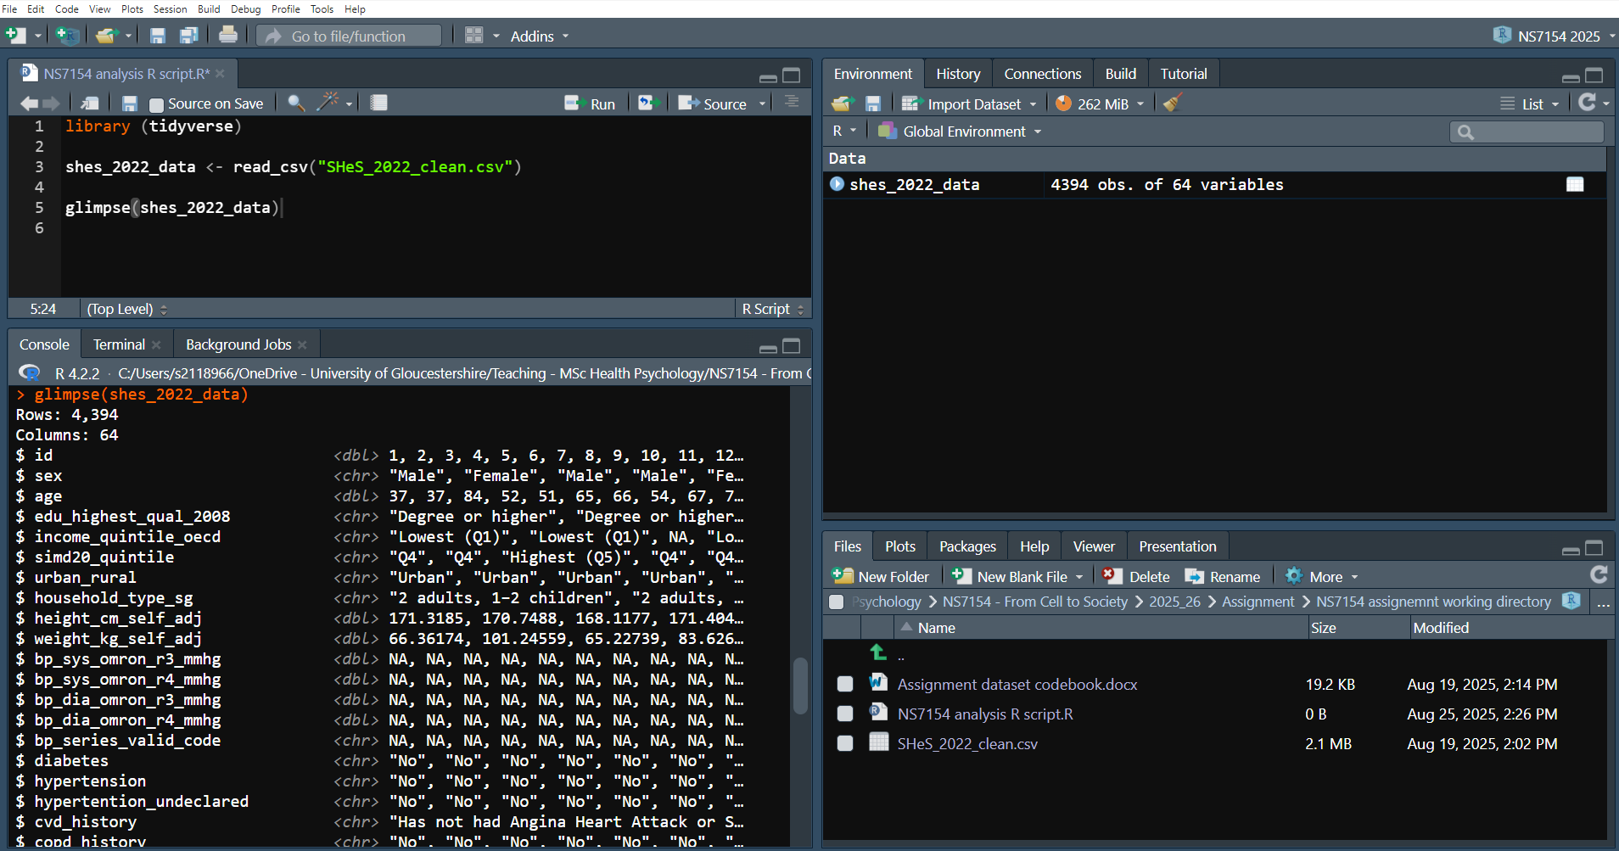 File Edit Code View Plots Session Build Debug Profile Tools Help
Go to file/function Addins NS7154 2025
NS7154 analysis R script.R*
Source on Save Run Source
1 library (tidyverse)
2
3 shes_2022_data <- read_csv("SHeS_2022_clean.csv")
4
5 glimpse(shes_2022_data)
6
5:24 (Top Level) R Script
Console Terminal Background Jobs
R 4.2.2 · C:/Users/s2118966/OneDrive - University of Gloucestershire/Teaching - MSc Health Psychology/NS7154 - From C
> glimpse(shes_2022_data)
Rows: 4,394
Columns: 64
$ id <dbl> 1, 2, 3, 4, 5, 6, 7, 8, 9, 10, 11, 12…
$ sex <chr> "Male", "Female", "Male", "Male", "Fe…
$ age <dbl> 37, 37, 84, 52, 51, 65, 66, 54, 67, 7…
$ edu_highest_qual_2008 <chr> "Degree or higher", "Degree or higher…
$ income_quintile_oecd <chr> "Lowest (Q1)", "Lowest (Q1)", NA, "Lo…
$ simd20_quintile <chr> "Q4", "Q4", "Highest (Q5)", "Q4", "Q4…
$ urban_rural <chr> "Urban", "Urban", "Urban", "Urban", "…
$ household_type_sg <chr> "2 adults, 1-2 children", "2 adults, …
$ height_cm_self_adj <dbl> 171.3185, 170.7488, 168.1177, 171.404…
$ weight_kg_self_adj <dbl> 66.36174, 101.24559, 65.22739, 83.626…
$ bp_sys_omron_r3_mmhg <dbl> NA, NA, NA, NA, NA, NA, NA, NA, NA, N…
$ bp_sys_omron_r4_mmhg <dbl> NA, NA, NA, NA, NA, NA, NA, NA, NA, N…
$ bp_dia_omron_r3_mmhg <dbl> NA, NA, NA, NA, NA, NA, NA, NA, NA, N…
$ bp_dia_omron_r4_mmhg <dbl> NA, NA, NA, NA, NA, NA, NA, NA, NA, N…
$ bp_series_valid_code <chr> NA, NA, NA, NA, NA, NA, NA, NA, NA, N…
$ diabetes <chr> "No", "No", "No", "No", "No", "No", "…
$ hypertension <chr> "No", "No", "No", "No", "No", "No", "…
$ hypertention_undeclared <chr> "No", "No", "No", "No", "No", "No", "…
$ cvd_history <chr> "Has not had Angina Heart Attack or S…
$ copd_history <chr> "No", "No", "No", "No", "No", "No", "…
Environment History Connections Build Tutorial
Import Dataset 262 MiB List
R Global Environment
Data
shes_2022_data 4394 obs. of 64 variables
Files Plots Packages Help Viewer Presentation
New Folder New Blank File Delete Rename More
Psychology NS7154 - From Cell to Society 2025_26 Assignment NS7154 assignemnt working directory ...
Name Size Modified
..
Assignment dataset codebook.docx 19.2 KB Aug 19, 2025, 2:14 PM
NS7154 analysis R script.R 0 B Aug 25, 2025, 2:26 PM
SHeS_2022_clean.csv 2.1 MB Aug 19, 2025, 2:02 PM